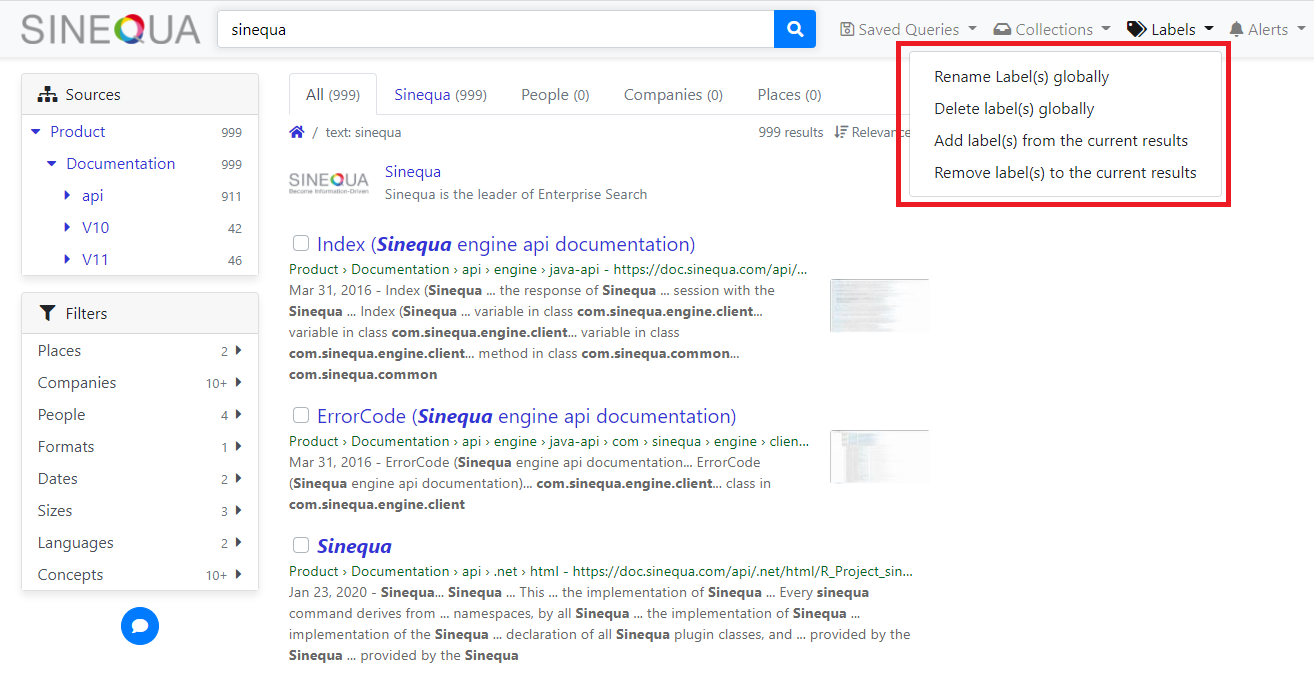 SINEQUA
sinequa
Saved Queries
Collections
Labels
Alerts
Rename Label(s) globally
Delete label(s) globally
Add label(s) from the current results
Remove label(s) to the current results
Sources
Product 999
Documentation 999
api 911
V10 42
V11 46
Filters
Places 2
Companies 10+
People 4
Formats 1
Dates 2
Sizes 3
Languages 2
Concepts 10+
All (999) Sinequa (999) People (0) Companies (0) Places (0)
/ text: sinequa
999 results Relevance
SINEQUA
Become Information-Driven
Sinequa
Sinequa is the leader of Enterprise Search
Index (Sinequa engine api documentation)
Product › Documentation › api › engine › java-api - https://doc.sinequa.com/api/...
Mar 31, 2016 - Index (Sinequa ... the response of Sinequa ... session with the
Sinequa ... Index (Sinequa ... variable in class com.sinequa.engine.client...
variable in class com.sinequa.engine.client... variable in class
com.sinequa.engine.client... method in class com.sinequa.common...
com.sinequa.common
ErrorCode (Sinequa engine api documentation)
Product › Documentation › api › engine › java-api › com › sinequa › engine › clien...
Mar 31, 2016 - ErrorCode (Sinequa engine api documentation... ErrorCode
(Sinequa engine api documentation)... com.sinequa.engine.client... class in
com.sinequa.engine.client
Sinequa
Product › Documentation › api › .net › html - https://doc.sinequa.com/api/.net/html/R_Project_sin...
Jan 23, 2020 - Sinequa... Sinequa ... This ... the implementation of Sinequa ... Every sinequa
command derives from ... namespaces, by all Sinequa ... the implementation of Sinequa ...
implementation of the Sinequa ... declaration of all Sinequa plugin classes, and ... provided by the
Sinequa ... provided by the Sinequa